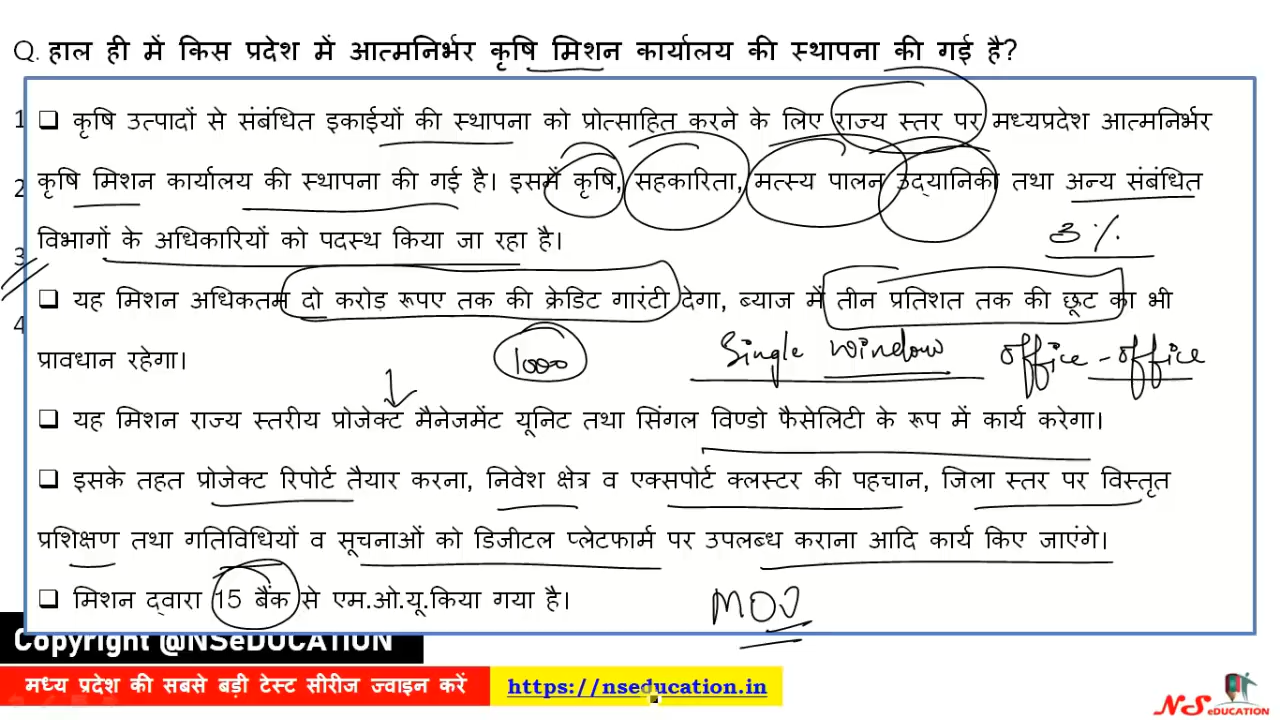 Q. हाल ही में किस प्रदेश में आत्मनिर्भर कृषि मिशन कार्यालय की स्थापना की गई है?
1
❑ कृषि उत्पादों से संबंधित इकाईयों की स्थापना को प्रोत्साहित करने के लिए राज्य स्तर पर मध्यप्रदेश आत्मनिर्भर
2
कृषि मिशन कार्यालय की स्थापना की गई है। इसमें कृषि, सहकारिता, मत्स्य पालन उद्यानिकी तथा अन्य संबंधित
विभागों के अधिकारियों को पदस्थ किया जा रहा है।
3%
3
❑ यह मिशन अधिकतम दो करोड़ रूपए तक की क्रेडिट गारंटी देगा, ब्याज में तीन प्रतिशत तक की छूट का भी
4
प्रावधान रहेगा।
1000
Single window office - office
❑ यह मिशन राज्य स्तरीय प्रोजेक्ट मैनेजमेंट यूनिट तथा सिंगल विण्डो फैसेलिटी के रूप में कार्य करेगा।
❑ इसके तहत प्रोजेक्ट रिपोर्ट तैयार करना, निवेश क्षेत्र व एक्सपोर्ट क्लस्टर की पहचान, जिला स्तर पर विस्तृत
प्रशिक्षण तथा गतिविधियों व सूचनाओं को डिजीटल प्लेटफार्म पर उपलब्ध कराना आदि कार्य किए जाएंगे।
❑ मिशन द्वारा 15 बैंक से एम.ओ.यू.किया गया है।
MOU
Copyright @NSeDUCATION
मध्य प्रदेश की सबसे बड़ी टेस्ट सीरीज ज्वाइन करें
https://nseducation.in
NS eDUCATION